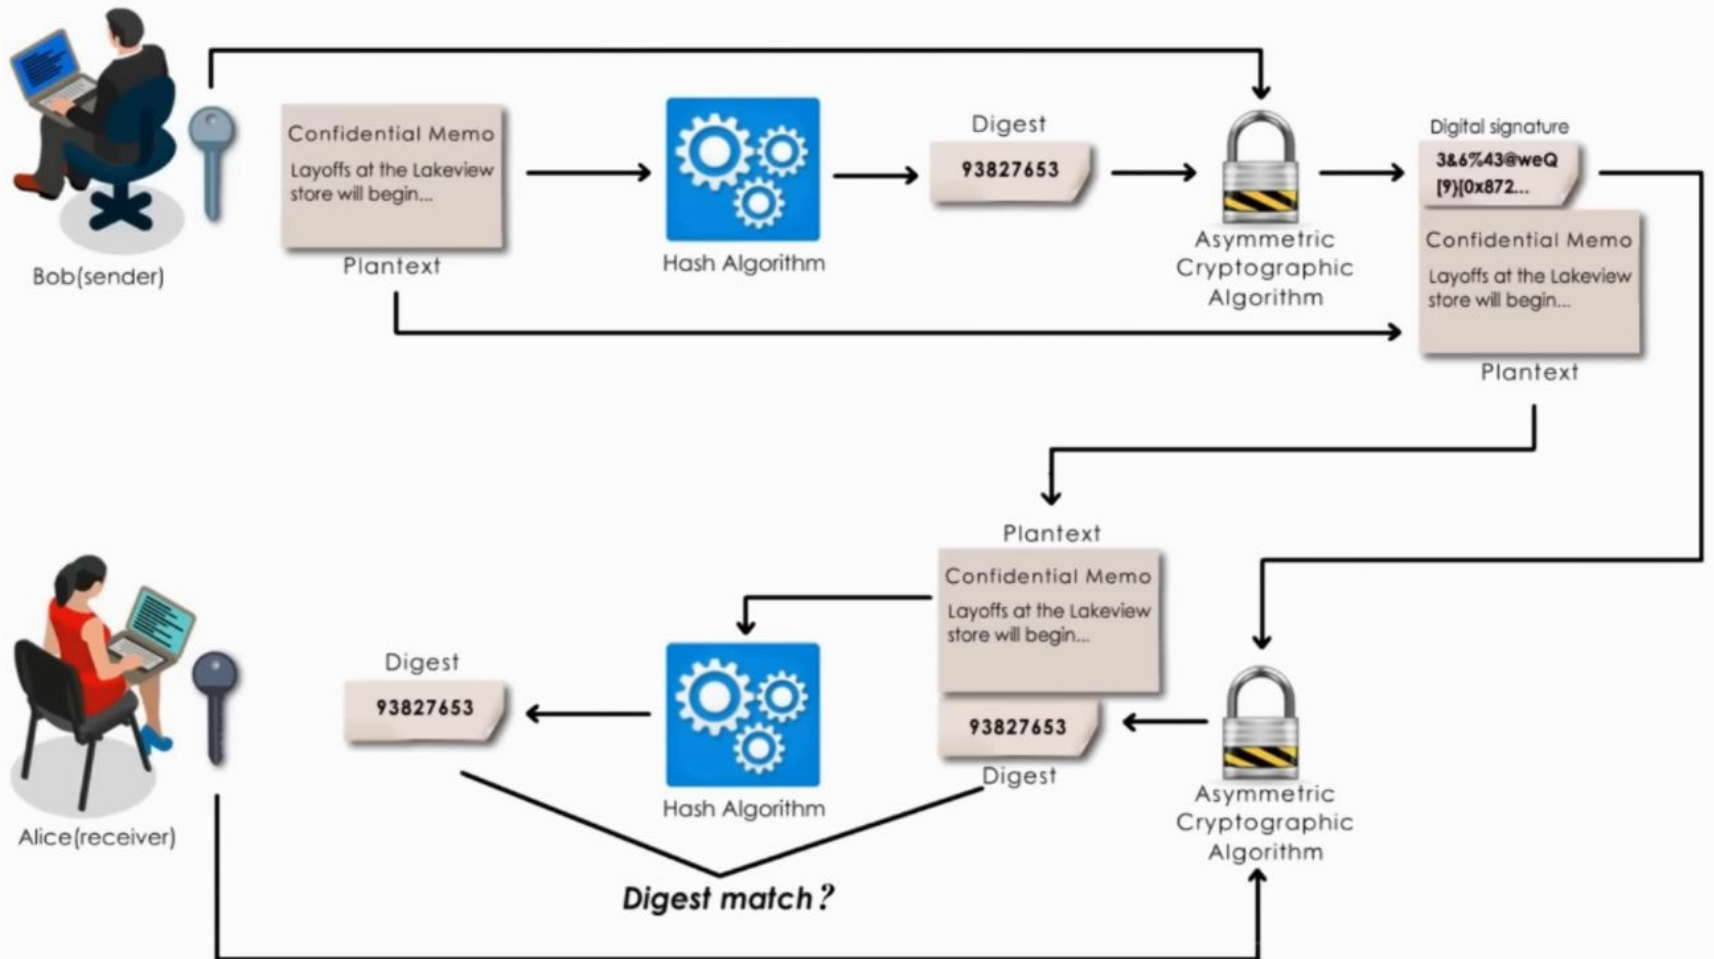 Confidential Memo
Layoffs at the Lakeview
store will begin...
Plantext
Bob(sender)
Hash Algorithm
Digest
93827653
Asymmetric
Cryptographic
Algorithm
Digital signature
3&6%43@weQ
[9}[0x872...
Confidential Memo
Layoffs at the Lakeview
store will begin...
Plantext
Plantext
Confidential Memo
Layoffs at the Lakeview
store will begin...
93827653
Digest
Asymmetric
Cryptographic
Algorithm
Hash Algorithm
Digest
93827653
Alice(receiver)
Digest match?